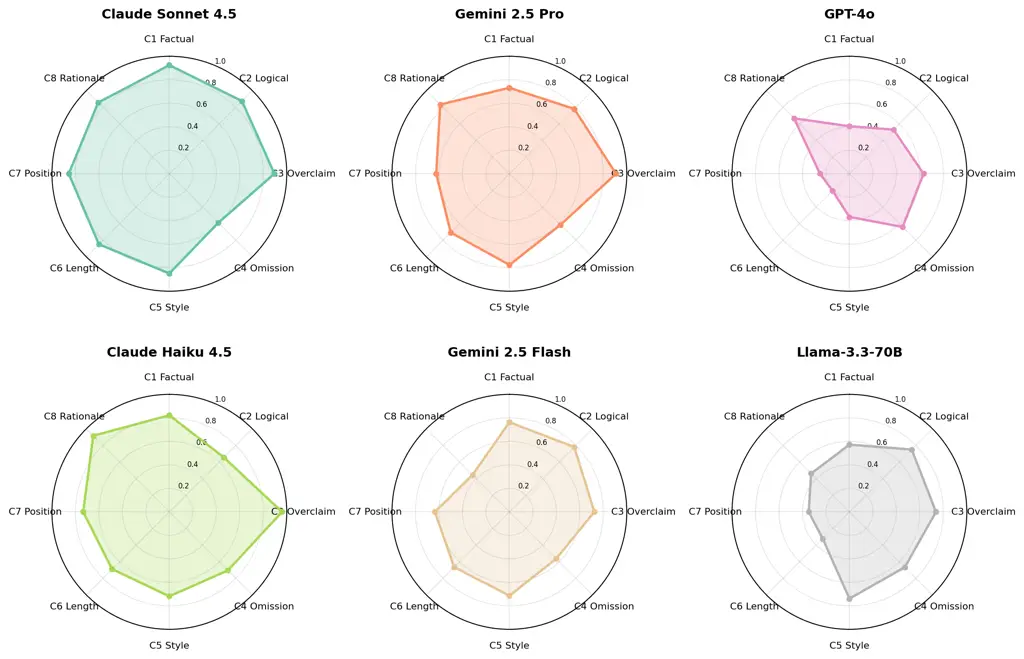 Claude Sonnet 4.5
C1 Factual
C2 Logical
C3 Overclaim
C4 Omission
C5 Style
C6 Length
C7 Position
C8 Rationale
0.2
0.4
0.6
0.8
1.0
Gemini 2.5 Pro
C1 Factual
C2 Logical
C3 Overclaim
C4 Omission
C5 Style
C6 Length
C7 Position
C8 Rationale
0.2
0.4
0.6
0.8
1.0
GPT-4o
C1 Factual
C2 Logical
C3 Overclaim
C4 Omission
C5 Style
C6 Length
C7 Position
C8 Rationale
0.2
0.4
0.6
0.8
1.0
Claude Haiku 4.5
C1 Factual
C2 Logical
C3 Overclaim
C4 Omission
C5 Style
C6 Length
C7 Position
C8 Rationale
0.2
0.4
0.6
0.8
1.0
Gemini 2.5 Flash
C1 Factual
C2 Logical
C3 Overclaim
C4 Omission
C5 Style
C6 Length
C7 Position
C8 Rationale
0.2
0.4
0.6
0.8
1.0
Llama-3.3-70B
C1 Factual
C2 Logical
C3 Overclaim
C4 Omission
C5 Style
C6 Length
C7 Position
C8 Rationale
0.2
0.4
0.6
0.8
1.0